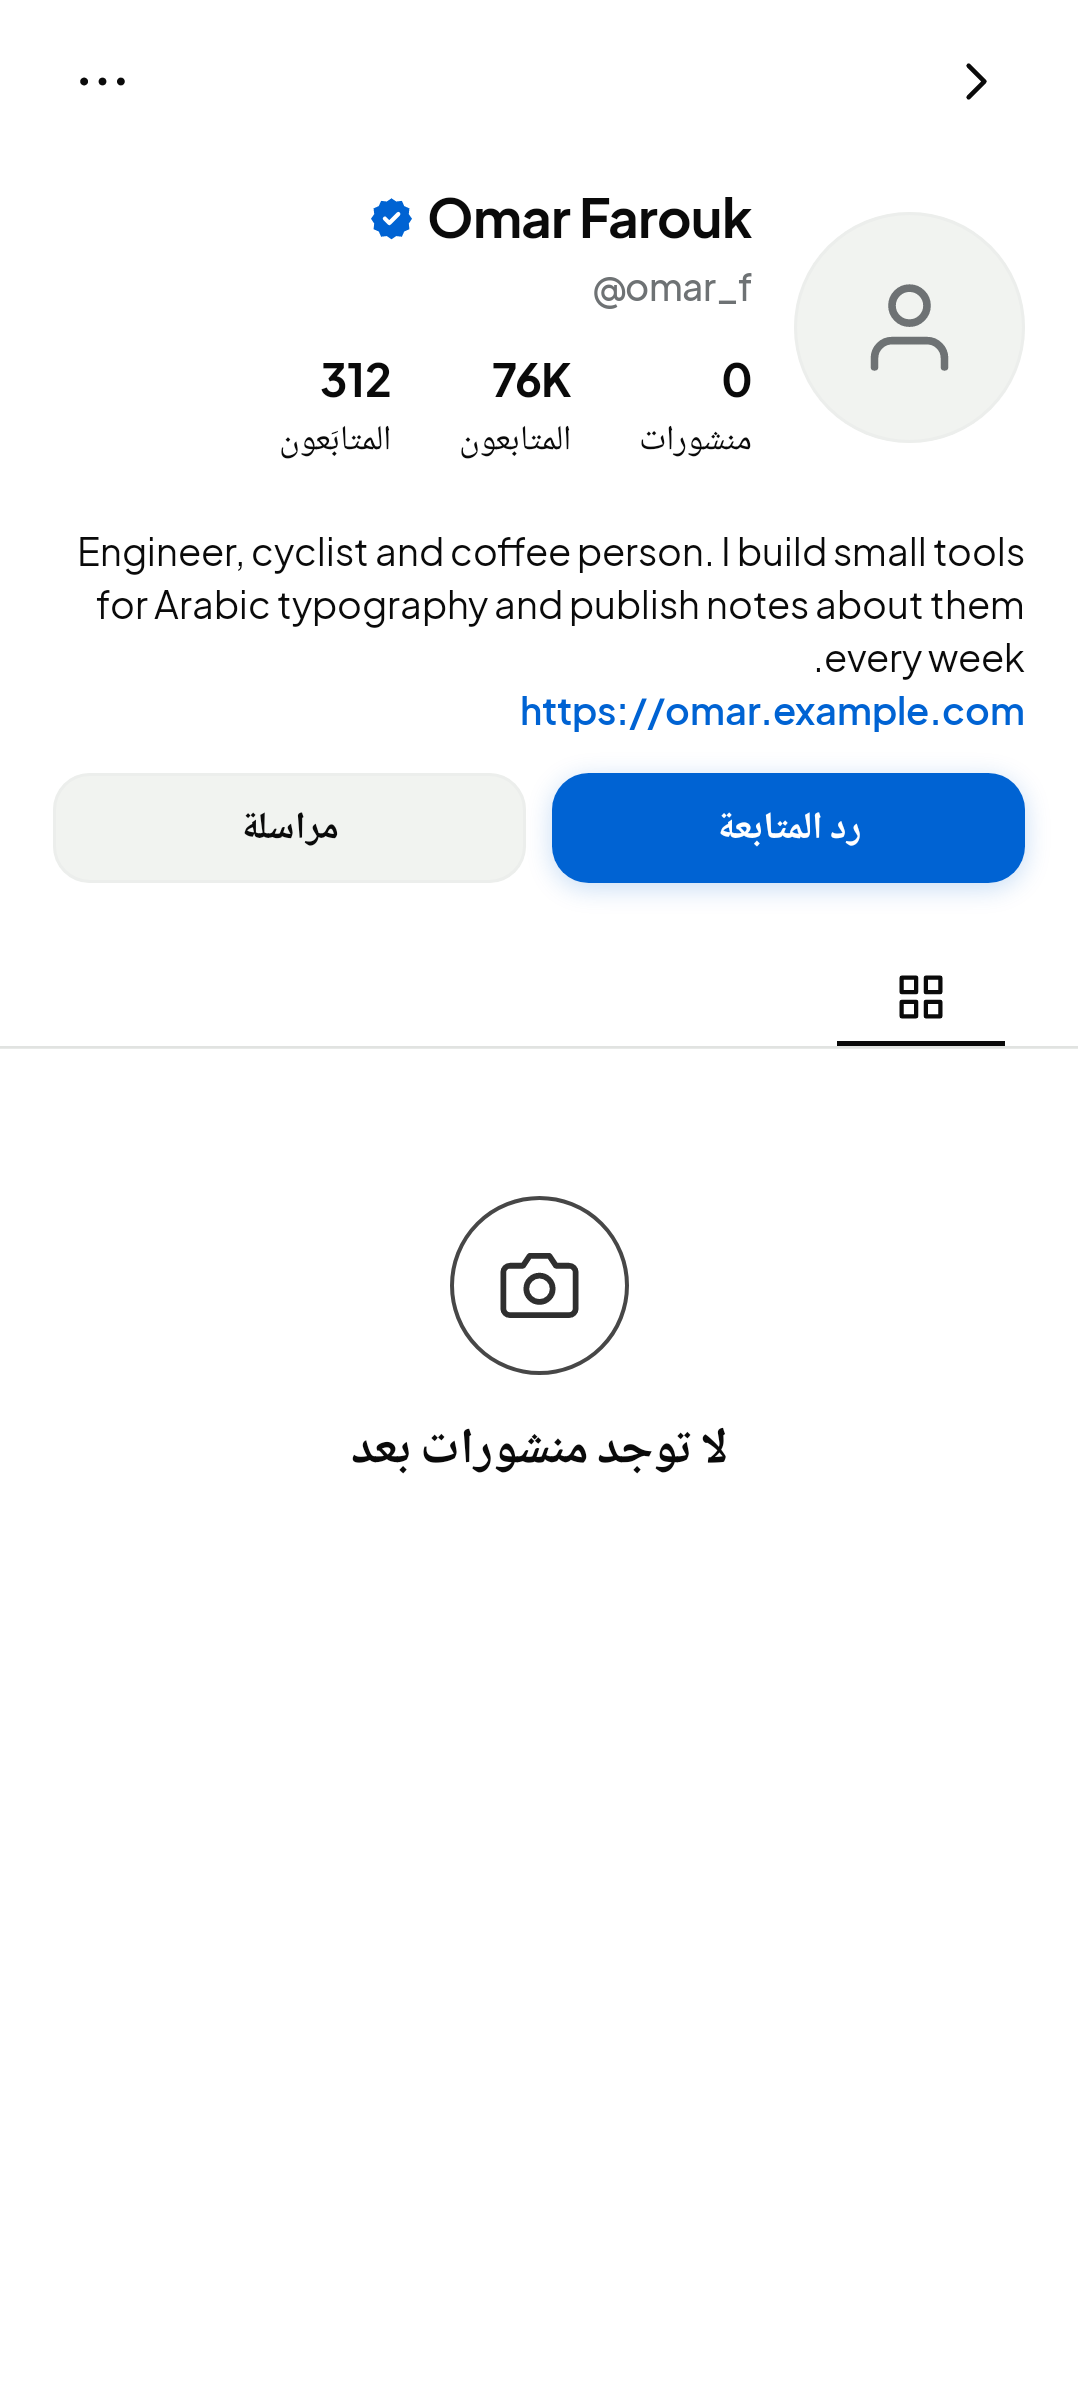 Omar Farouk
@omar_f
0 76K 312
منشورات المتابعون المتابَعون
Engineer, cyclist and coffee person. I build small tools
for Arabic typography and publish notes about them
every week.
https://omar.example.com
رد المتابعة مراسلة
لا توجد منشورات بعد